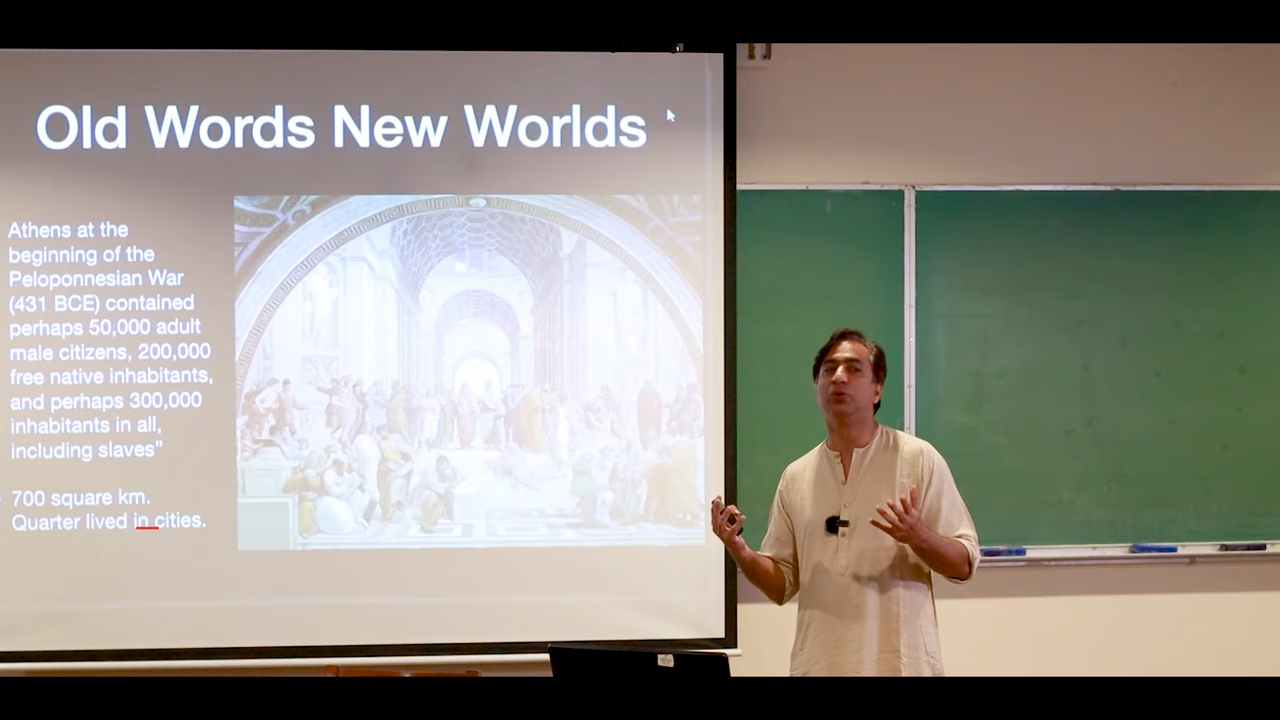 Old Words New Worlds
Athens at the
beginning of the
Peloponnesian War
(431 BCE) contained
perhaps 50,000 adult
male citizens, 200,000
free native inhabitants,
and perhaps 300,000
inhabitants in all,
including slaves”
700 square km.
Quarter lived in cities.